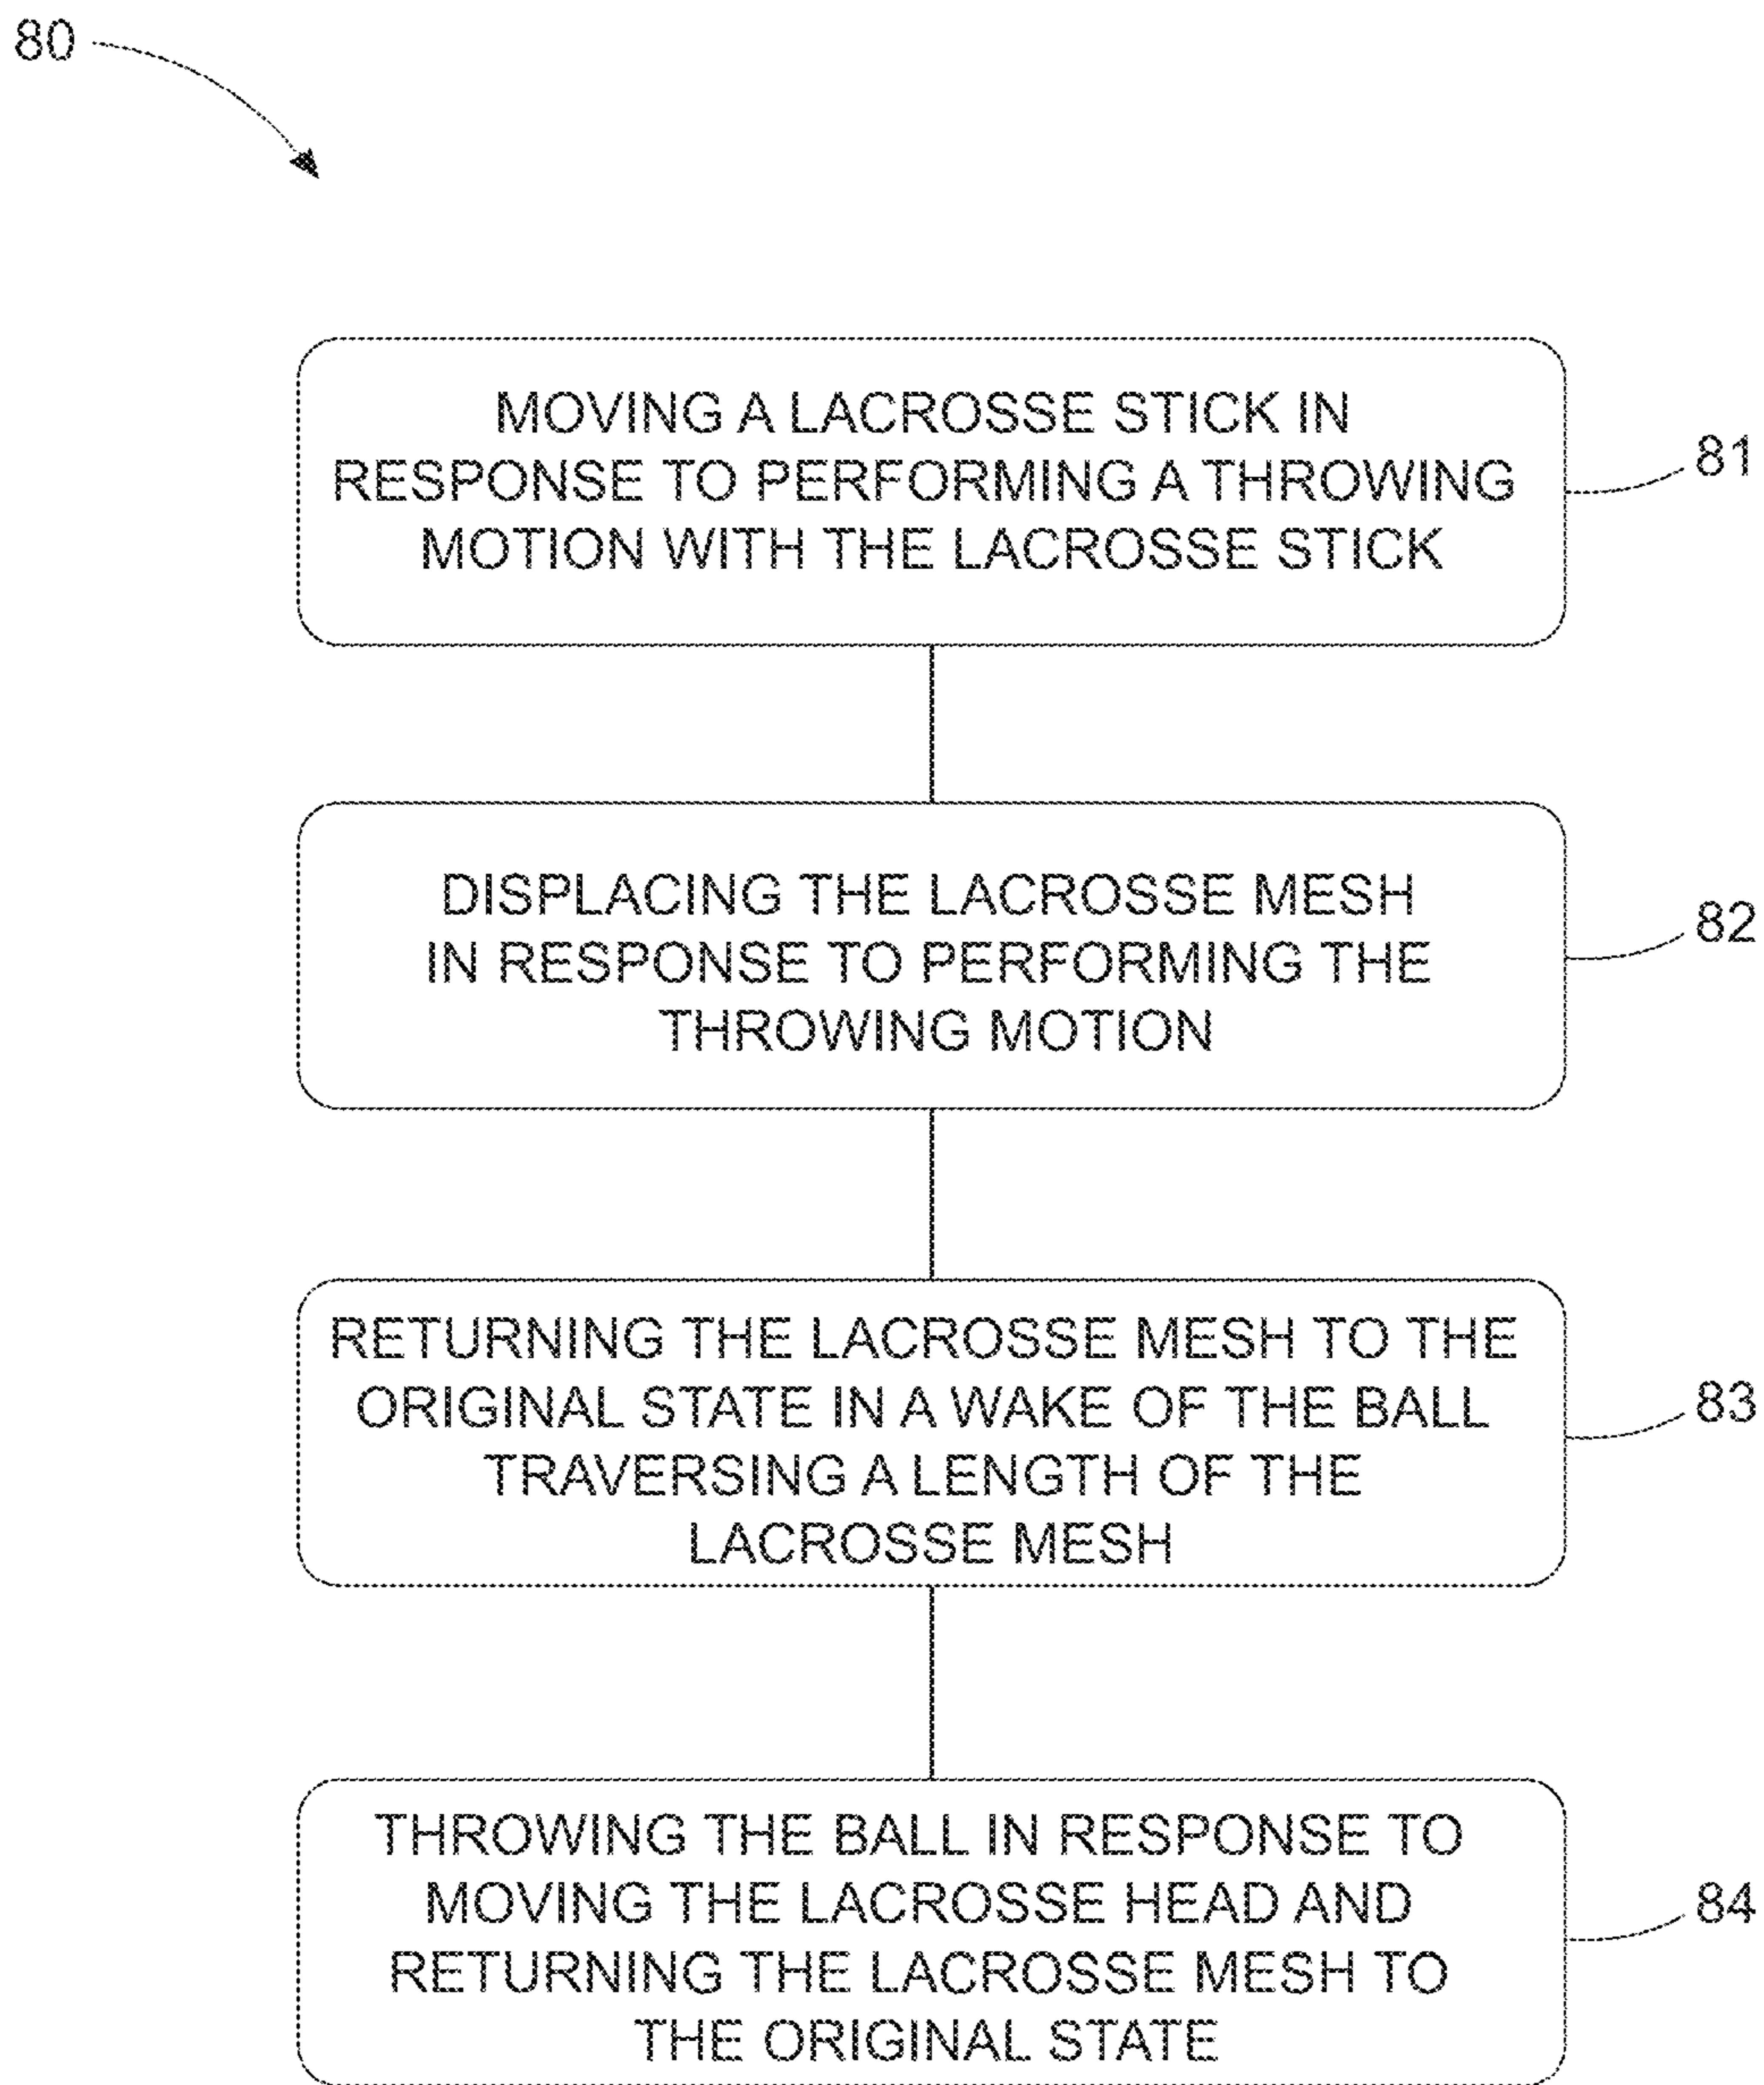 80
MOVING A LACROSSE STICK IN
RESPONSE TO PERFORMING A THROWING
MOTION WITH THE LACROSSE STICK
81
DISPLACING THE LACROSSE MESH
IN RESPONSE TO PERFORMING THE
THROWING MOTION
82
RETURNING THE LACROSSE MESH TO THE
ORIGINAL STATE IN A WAKE OF THE BALL
TRAVERSING A LENGTH OF THE
LACROSSE MESH
83
THROWING THE BALL IN RESPONSE TO
MOVING THE LACROSSE HEAD AND
RETURNING THE LACROSSE MESH TO
THE ORIGINAL STATE
84